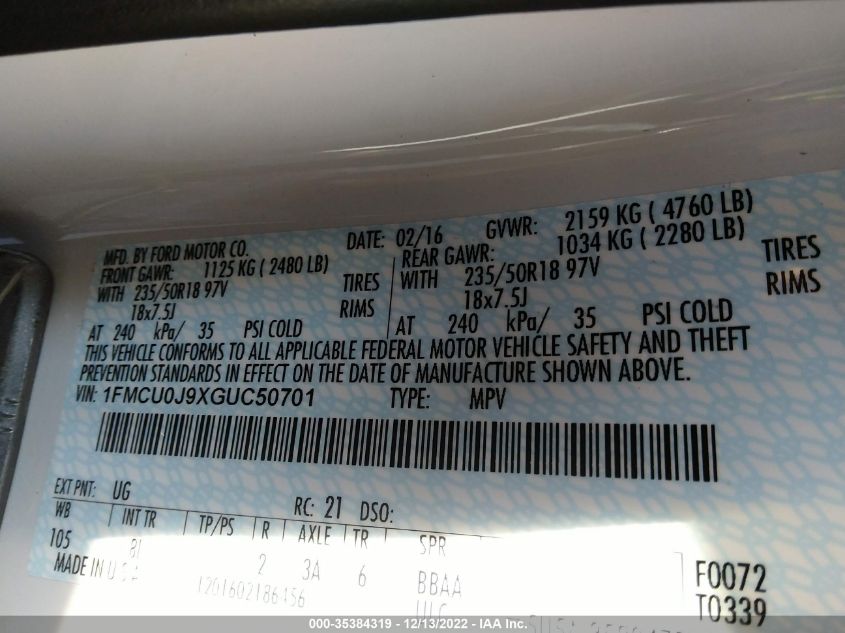 MFD. BY FORD MOTOR CO. DATE: 02/16 GVWR: 2159 KG ( 4760 LB)
FRONT GAWR: 1125 KG ( 2480 LB) REAR GAWR: 1034 KG ( 2280 LB)
WITH 235/50R18 97V TIRES WITH 235/50R18 97V TIRES
18x7.5J RIMS 18x7.5J RIMS
AT 240 kPa/ 35 PSI COLD AT 240 kPa/ 35 PSI COLD
THIS VEHICLE CONFORMS TO ALL APPLICABLE FEDERAL MOTOR VEHICLE SAFETY AND THEFT
PREVENTION STANDARDS IN EFFECT ON THE DATE OF MANUFACTURE SHOWN ABOVE.
VIN: 1FMCU0J9XGUC50701 TYPE: MPV
EXT PNT: UG RC: 21 DSO:
WB INT TR TP/PS R AXLE TR SPR
105 2 3A 6 BBAA F0072
MADE IN 1201602186456 T0339
000-35384319 - 12/13/2022 - IAA Inc.